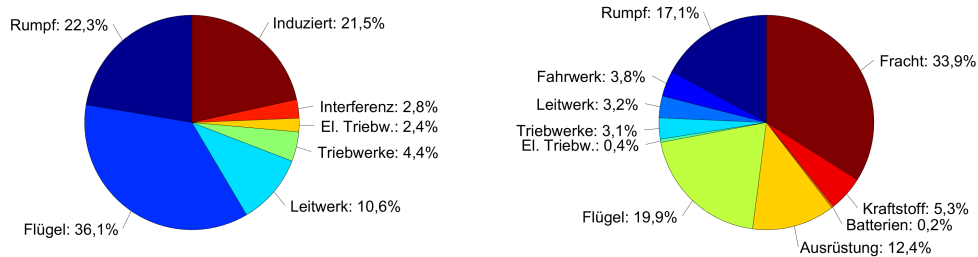 Rumpf: 22,3%
Induziert: 21,5%
Interferenz: 2,8%
El. Triebw.: 2,4%
Triebwerke: 4,4%
Leitwerk: 10,6%
Flügel: 36,1%
Rumpf: 17,1%
Fracht: 33,9%
Fahrwerk: 3,8%
Leitwerk: 3,2%
Triebwerke: 3,1%
El. Triebw.: 0,4%
Flügel: 19,9%
Kraftstoff: 5,3%
Batterien: 0,2%
Ausrüstung: 12,4%